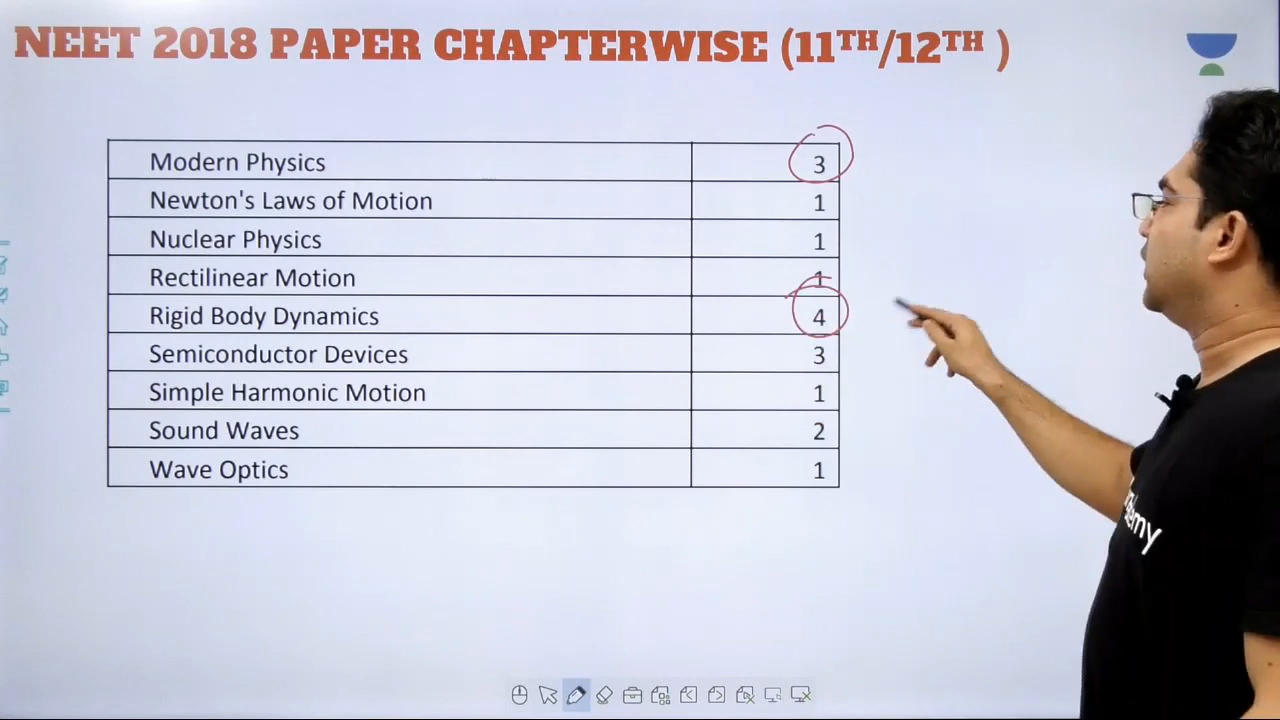 NEET 2018 PAPER CHAPTERWISE (11TH/12TH )
Modern Physics 3
Newton's Laws of Motion 1
Nuclear Physics 1
Rectilinear Motion 1
Rigid Body Dynamics 4
Semiconductor Devices 3
Simple Harmonic Motion 1
Sound Waves 2
Wave Optics 1